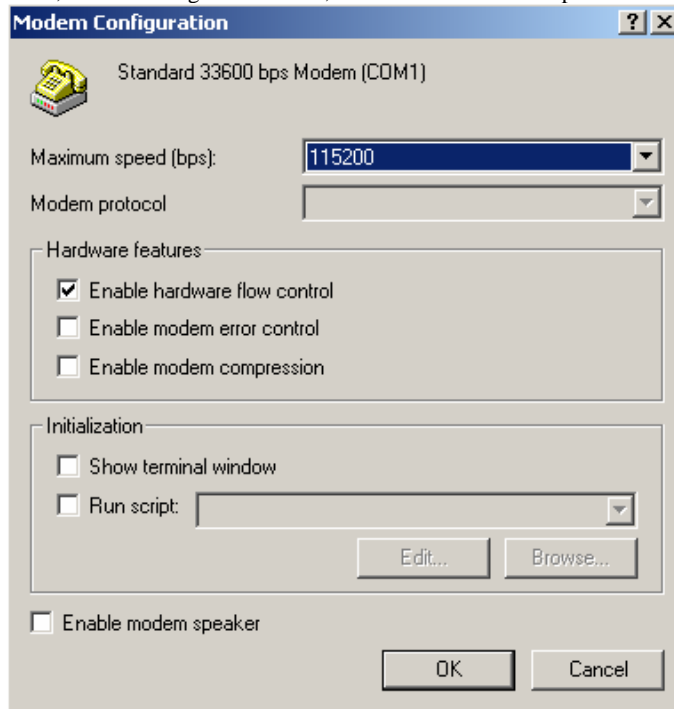 Modem Configuration
Standard 33600 bps Modem (COM1)
Maximum speed (bps): 115200
Modem protocol
Hardware features
Enable hardware flow control
Enable modem error control
Enable modem compression
Initialization
Show terminal window
Run script:
Edit... Browse...
Enable modem speaker
OK Cancel